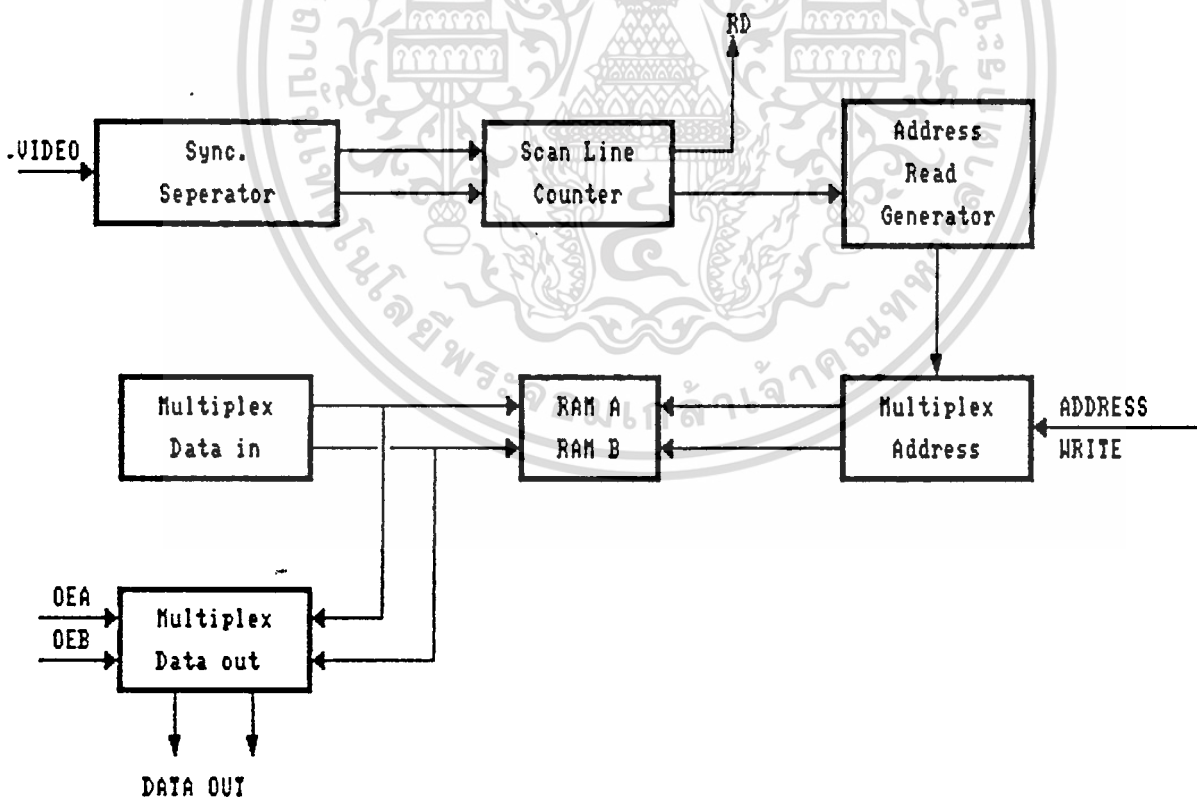 RD
.VIDEO
Sync.
Seperator
Scan Line
Counter
Address
Read
Generator
Multiplex
Data in
RAM A
RAM B
Multiplex
Address
ADDRESS
WRITE
OEA
OEB
Multiplex
Data out
DATA OUT